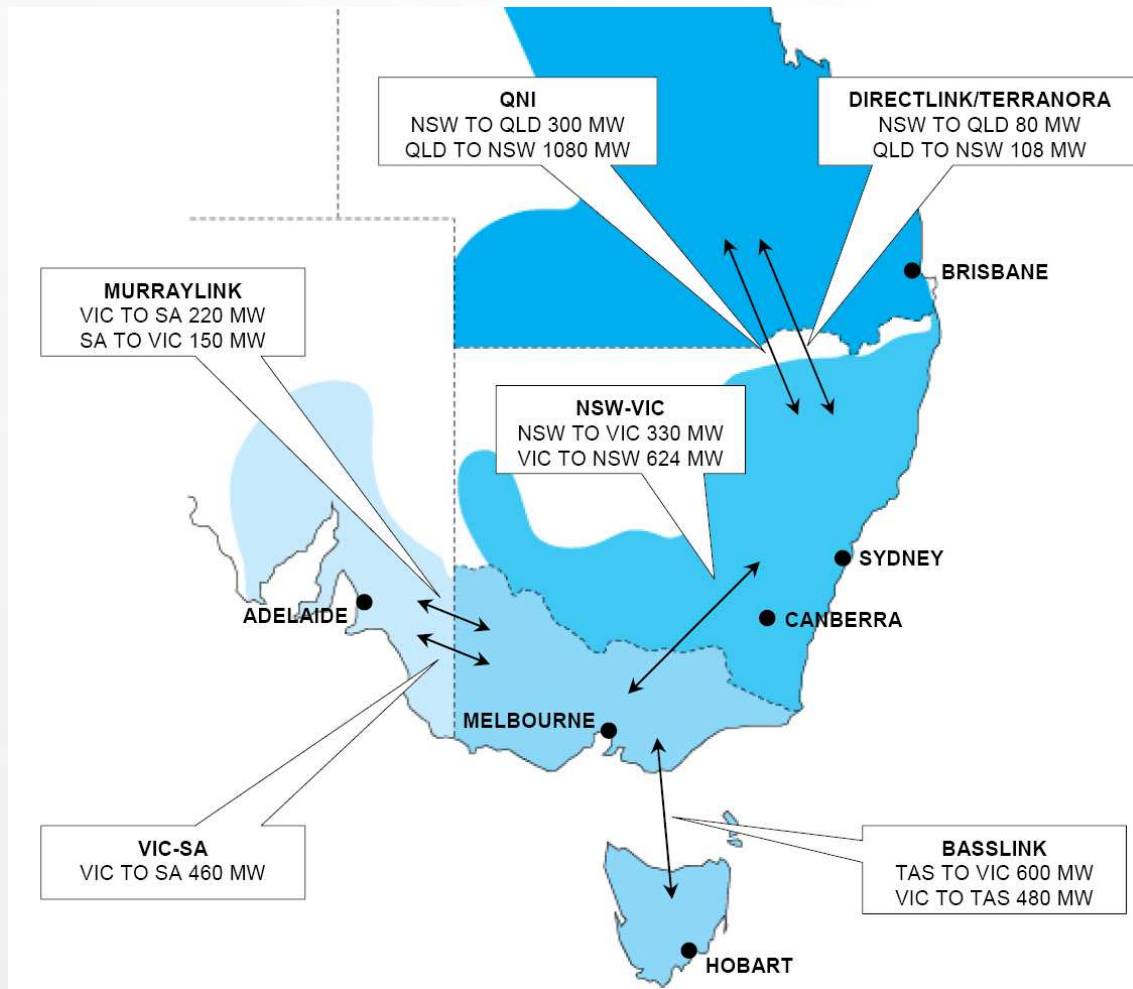 QNI
NSW TO QLD 300 MW
QLD TO NSW 1080 MW
DIRECTLINK/TERRANORA
NSW TO QLD 80 MW
QLD TO NSW 108 MW
BRISBANE
MURRAYLINK
VIC TO SA 220 MW
SA TO VIC 150 MW
NSW-VIC
NSW TO VIC 330 MW
VIC TO NSW 624 MW
SYDNEY
ADELAIDE
CANBERRA
MELBOURNE
VIC-SA
VIC TO SA 460 MW
BASSLINK
TAS TO VIC 600 MW
VIC TO TAS 480 MW
HOBART